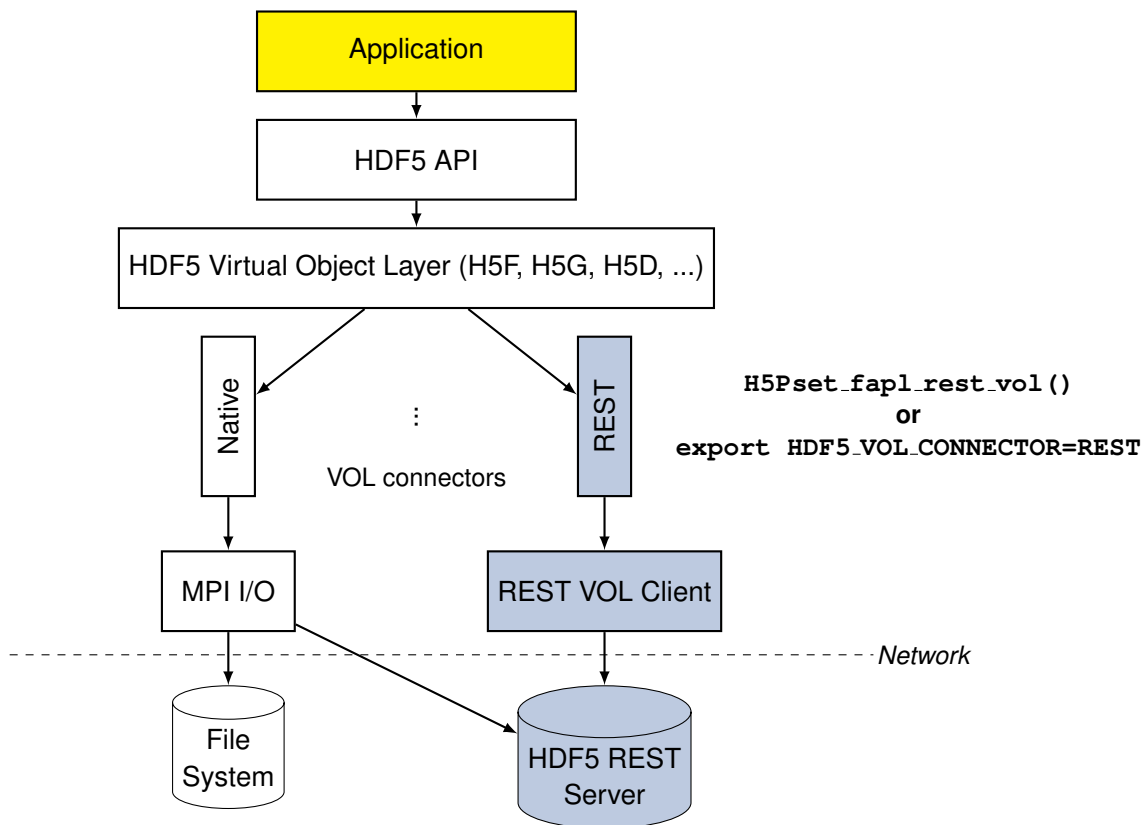 Application
HDF5 API
HDF5 Virtual Object Layer (H5F, H5G, H5D, ...)
Native
...
REST
VOL connectors
H5Pset_fapl_rest_vol()
or
export HDF5_VOL_CONNECTOR=REST
MPI I/O
REST VOL Client
Network
File
System
HDF5 REST
Server